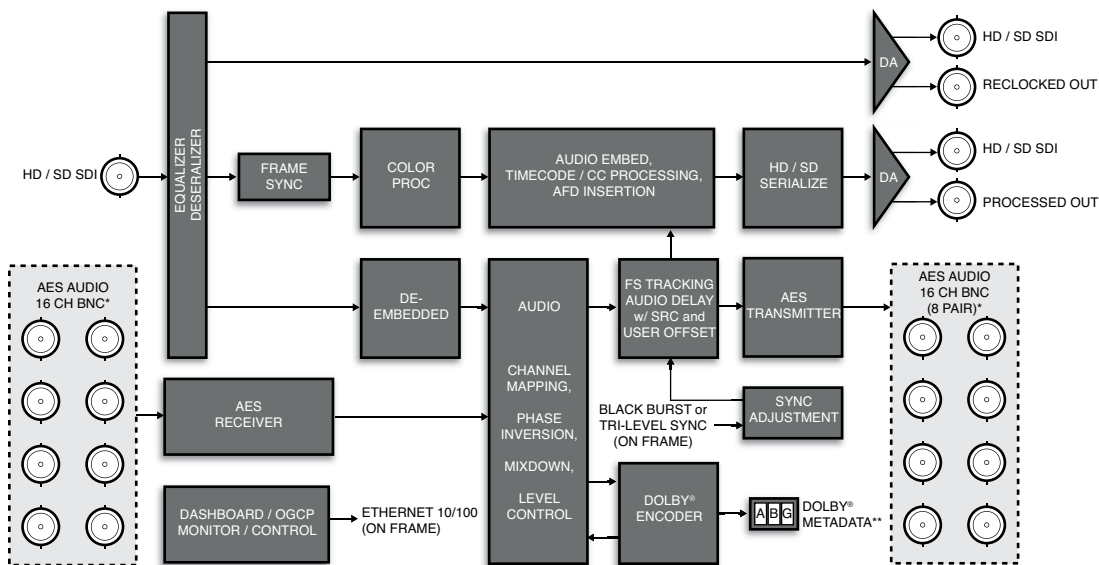 HD / SD SDI
DA
RECLOCKED OUT
HD / SD SDI
EQUALIZER
DESERALIZER
FRAME
SYNC
COLOR
PROC
AUDIO EMBED,
TIMECODE / CC PROCESSING,
AFD INSERTION
HD / SD
SERIALIZE
DA
HD / SD SDI
PROCESSED OUT
AES AUDIO
16 CH BNC*
DE-
EMBEDDED
AUDIO
CHANNEL
MAPPING,
PHASE
INVERSION,
MIXDOWN,
LEVEL
CONTROL
FS TRACKING
AUDIO DELAY
w/ SRC and
USER OFFSET
AES
TRANSMITTER
AES AUDIO
16 CH BNC
(8 PAIR)*
AES
RECEIVER
BLACK BURST or
TRI-LEVEL SYNC
(ON FRAME)
SYNC
ADJUSTMENT
DASHBOARD / OGCP
MONITOR / CONTROL
ETHERNET 10/100
(ON FRAME)
DOLBY®
ENCODER
A B G
DOLBY®
METADATA**